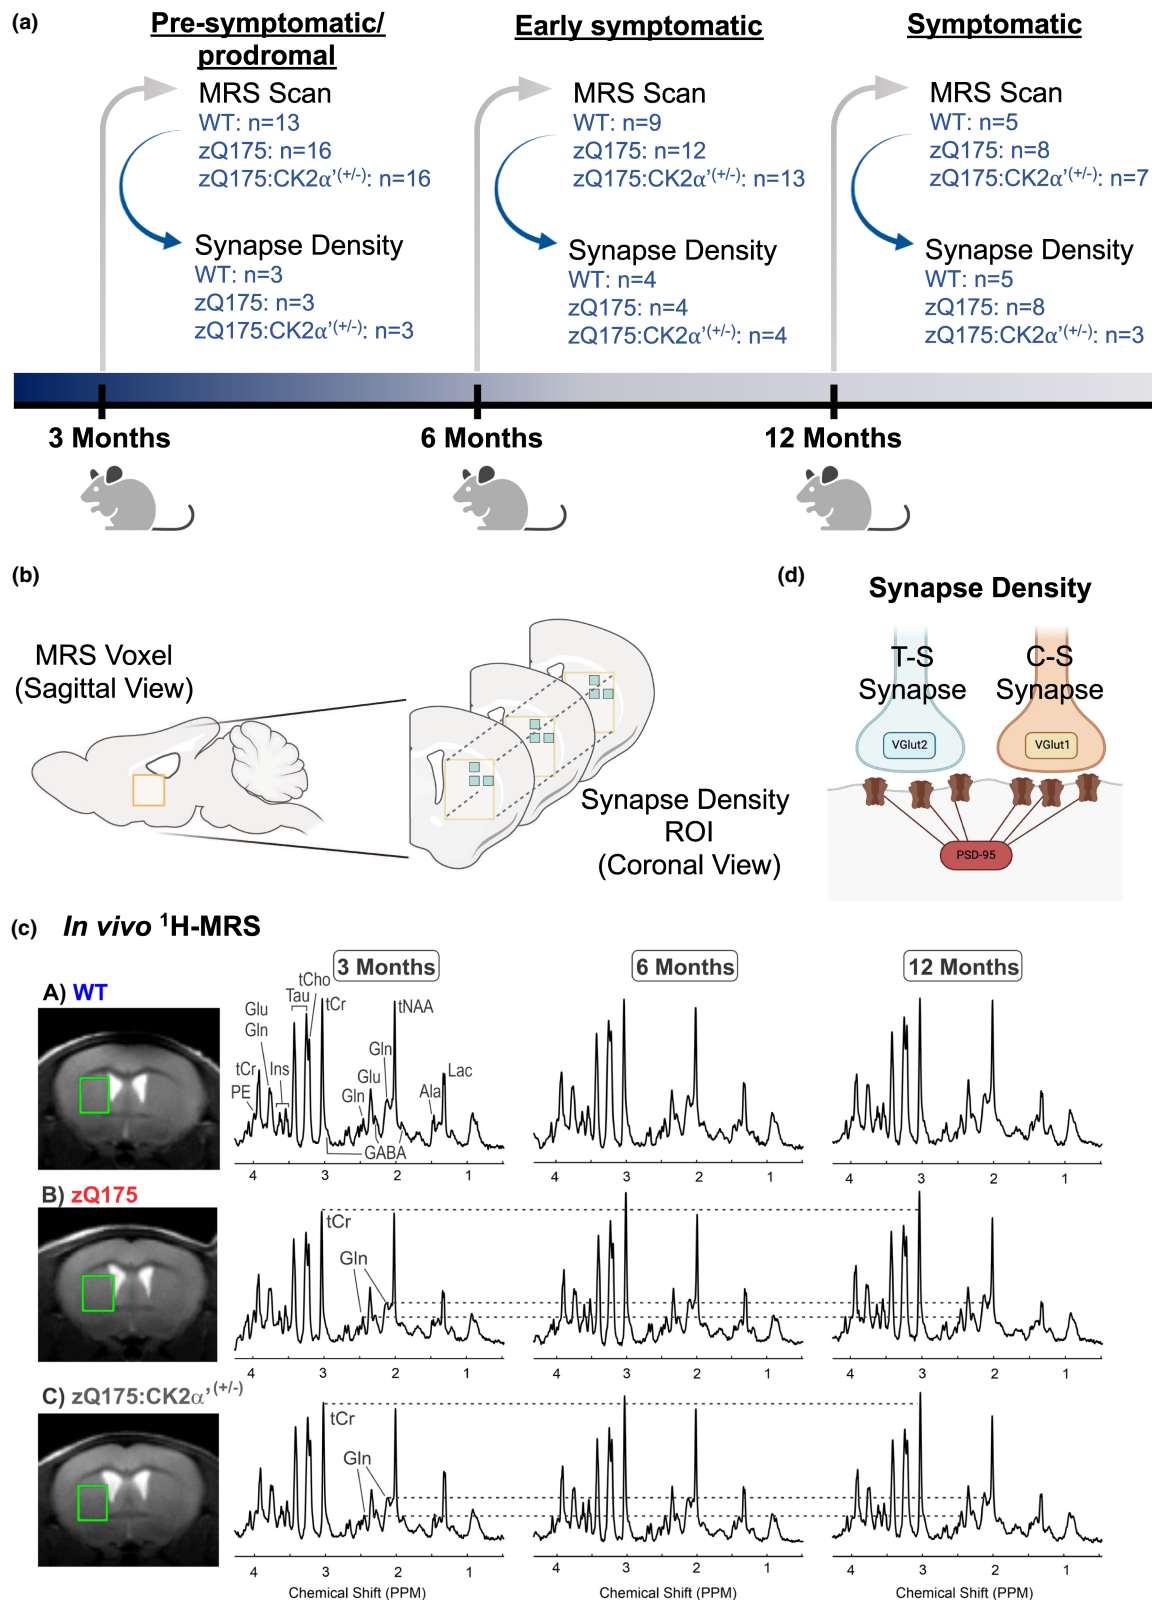 (a)
Pre-symptomatic/
prodromal
MRS Scan
WT: n=13
zQ175: n=16
zQ175:CK2α’(+/-): n=16
Synapse Density
WT: n=3
zQ175: n=3
zQ175:CK2α’(+/-): n=3
Early symptomatic
MRS Scan
WT: n=9
zQ175: n=12
zQ175:CK2α’(+/-): n=13
Synapse Density
WT: n=4
zQ175: n=4
zQ175:CK2α’(+/-): n=4
Symptomatic
MRS Scan
WT: n=5
zQ175: n=8
zQ175:CK2α’(+/-): n=7
Synapse Density
WT: n=5
zQ175: n=8
zQ175:CK2α’(+/-): n=3
3 Months
6 Months
12 Months
(b)
MRS Voxel
(Sagittal View)
Synapse Density
ROI
(Coronal View)
(d)
Synapse Density
T-S
Synapse
C-S
Synapse
VGlut2
VGlut1
PSD-95
(c) In vivo ¹H-MRS
3 Months
6 Months
12 Months
A) WT
Glu
Gln
tCr
PE
Ins
Tau
tCho
tCr
Gln
Glu
Gln
tNAA
GABA
Ala
Lac
4 3 2 1
4 3 2 1
4 3 2 1
B) zQ175
tCr
Gln
4 3 2 1
4 3 2 1
4 3 2 1
C) zQ175:CK2α’(+/-)
tCr
Gln
4 3 2 1
4 3 2 1
4 3 2 1
Chemical Shift (PPM)
Chemical Shift (PPM)
Chemical Shift (PPM)